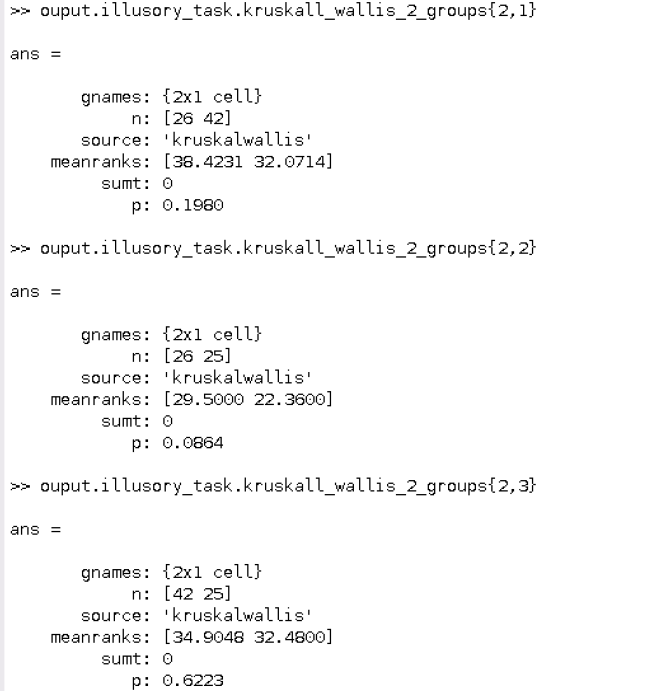 >> ouput.illusory_task.kruskall_wallis_2_groups{2,1}
ans =
gnames: {2x1 cell}
n: [26 42]
source: 'kruskalwallis'
meanranks: [38.4231 32.0714]
sumt: 0
p: 0.1980
>> ouput.illusory_task.kruskall_wallis_2_groups{2,2}
ans =
gnames: {2x1 cell}
n: [26 25]
source: 'kruskalwallis'
meanranks: [29.5000 22.3600]
sumt: 0
p: 0.0864
>> ouput.illusory_task.kruskall_wallis_2_groups{2,3}
ans =
gnames: {2x1 cell}
n: [42 25]
source: 'kruskalwallis'
meanranks: [34.9048 32.4800]
sumt: 0
p: 0.6223